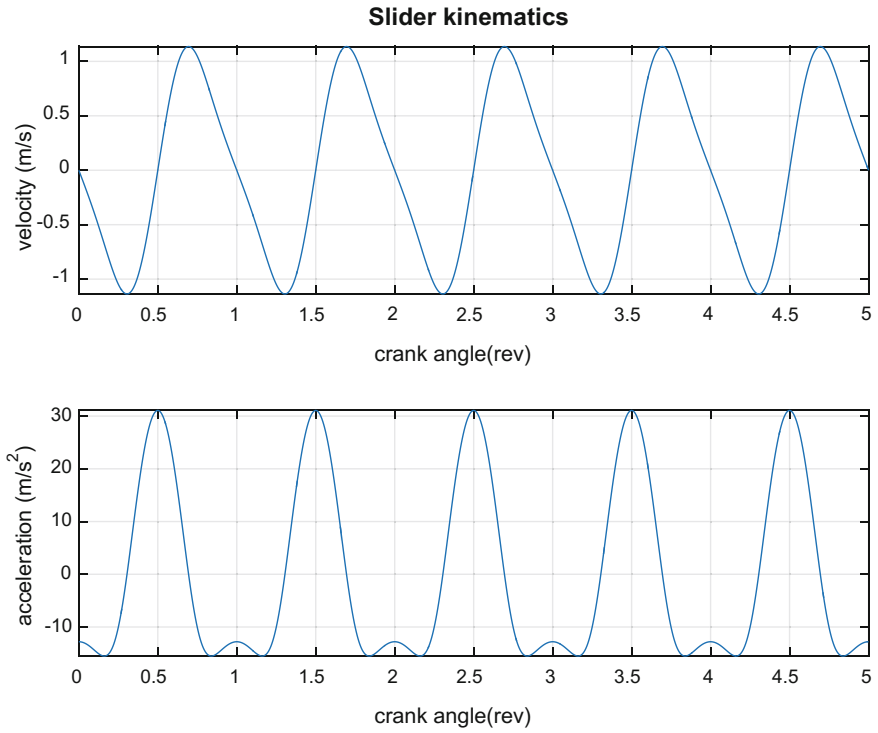 Slider kinematics
1
0.5
0
-0.5
-1
velocity (m/s)
0 0.5 1 1.5 2 2.5 3 3.5 4 4.5 5
crank angle(rev)
30
20
10
0
-10
acceleration (m/s²)
0 0.5 1 1.5 2 2.5 3 3.5 4 4.5 5
crank angle(rev)